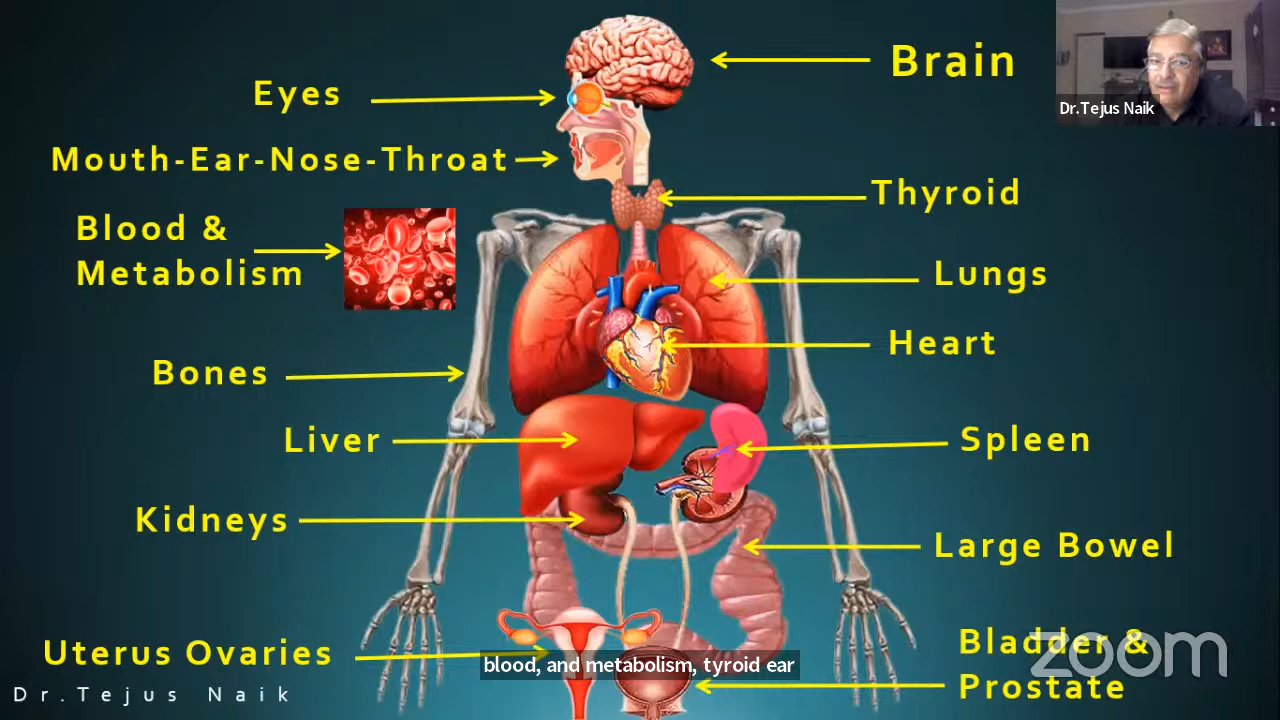 Brain
Eyes
Dr.Tejus Naik
Mouth-Ear-Nose-Throat
Thyroid
Blood &
Metabolism
Lungs
Heart
Bones
Liver
Spleen
Kidneys
Large Bowel
Uterus Ovaries
Bladder &
Prostate
blood, and metabolism, tyroid ear
zoom
Dr.Tejus Naik